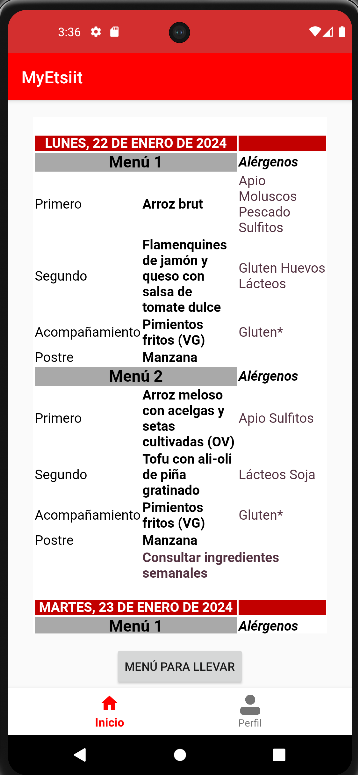 3:36
MyEtsiit
LUNES, 22 DE ENERO DE 2024
Menú 1 Alérgenos
Primero Arroz brut Apio
Moluscos
Pescado
Sulfitos
Segundo Flamenquines
de jamón y
queso con
salsa de
tomate dulce
Gluten Huevos
Lácteos
Acompañamiento Pimientos
fritos (VG)
Gluten*
Postre Manzana
Menú 2 Alérgenos
Primero Arroz meloso
con acelgas y
setas
cultivadas (OV)
Apio Sulfitos
Segundo Tofu con ali-oli
de piña
gratinado
Lácteos Soja
Acompañamiento Pimientos
fritos (VG)
Gluten*
Postre Manzana
Consultar ingredientes
semanales
MARTES, 23 DE ENERO DE 2024
Menú 1 Alérgenos
MENÚ PARA LLEVAR
Inicio Perfil